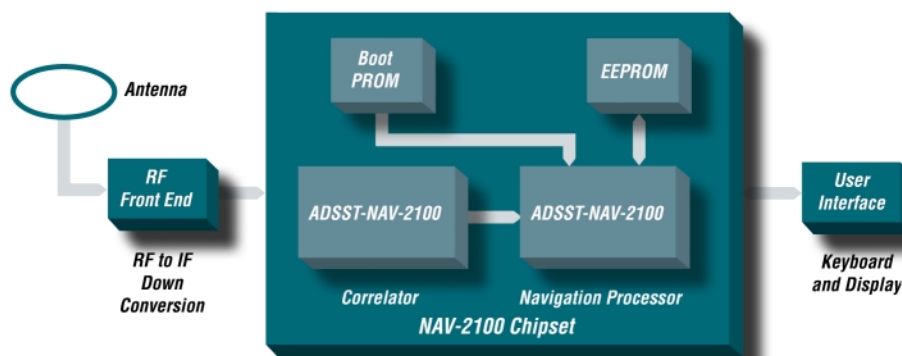 Antenna
RF
Front End
RF to IF
Down
Conversion
Boot
PROM
EEPROM
ADSST-NAV-2100
Correlator
ADSST-NAV-2100
Navigation Processor
NAV-2100 Chipset
User
Interface
Keyboard
and Display